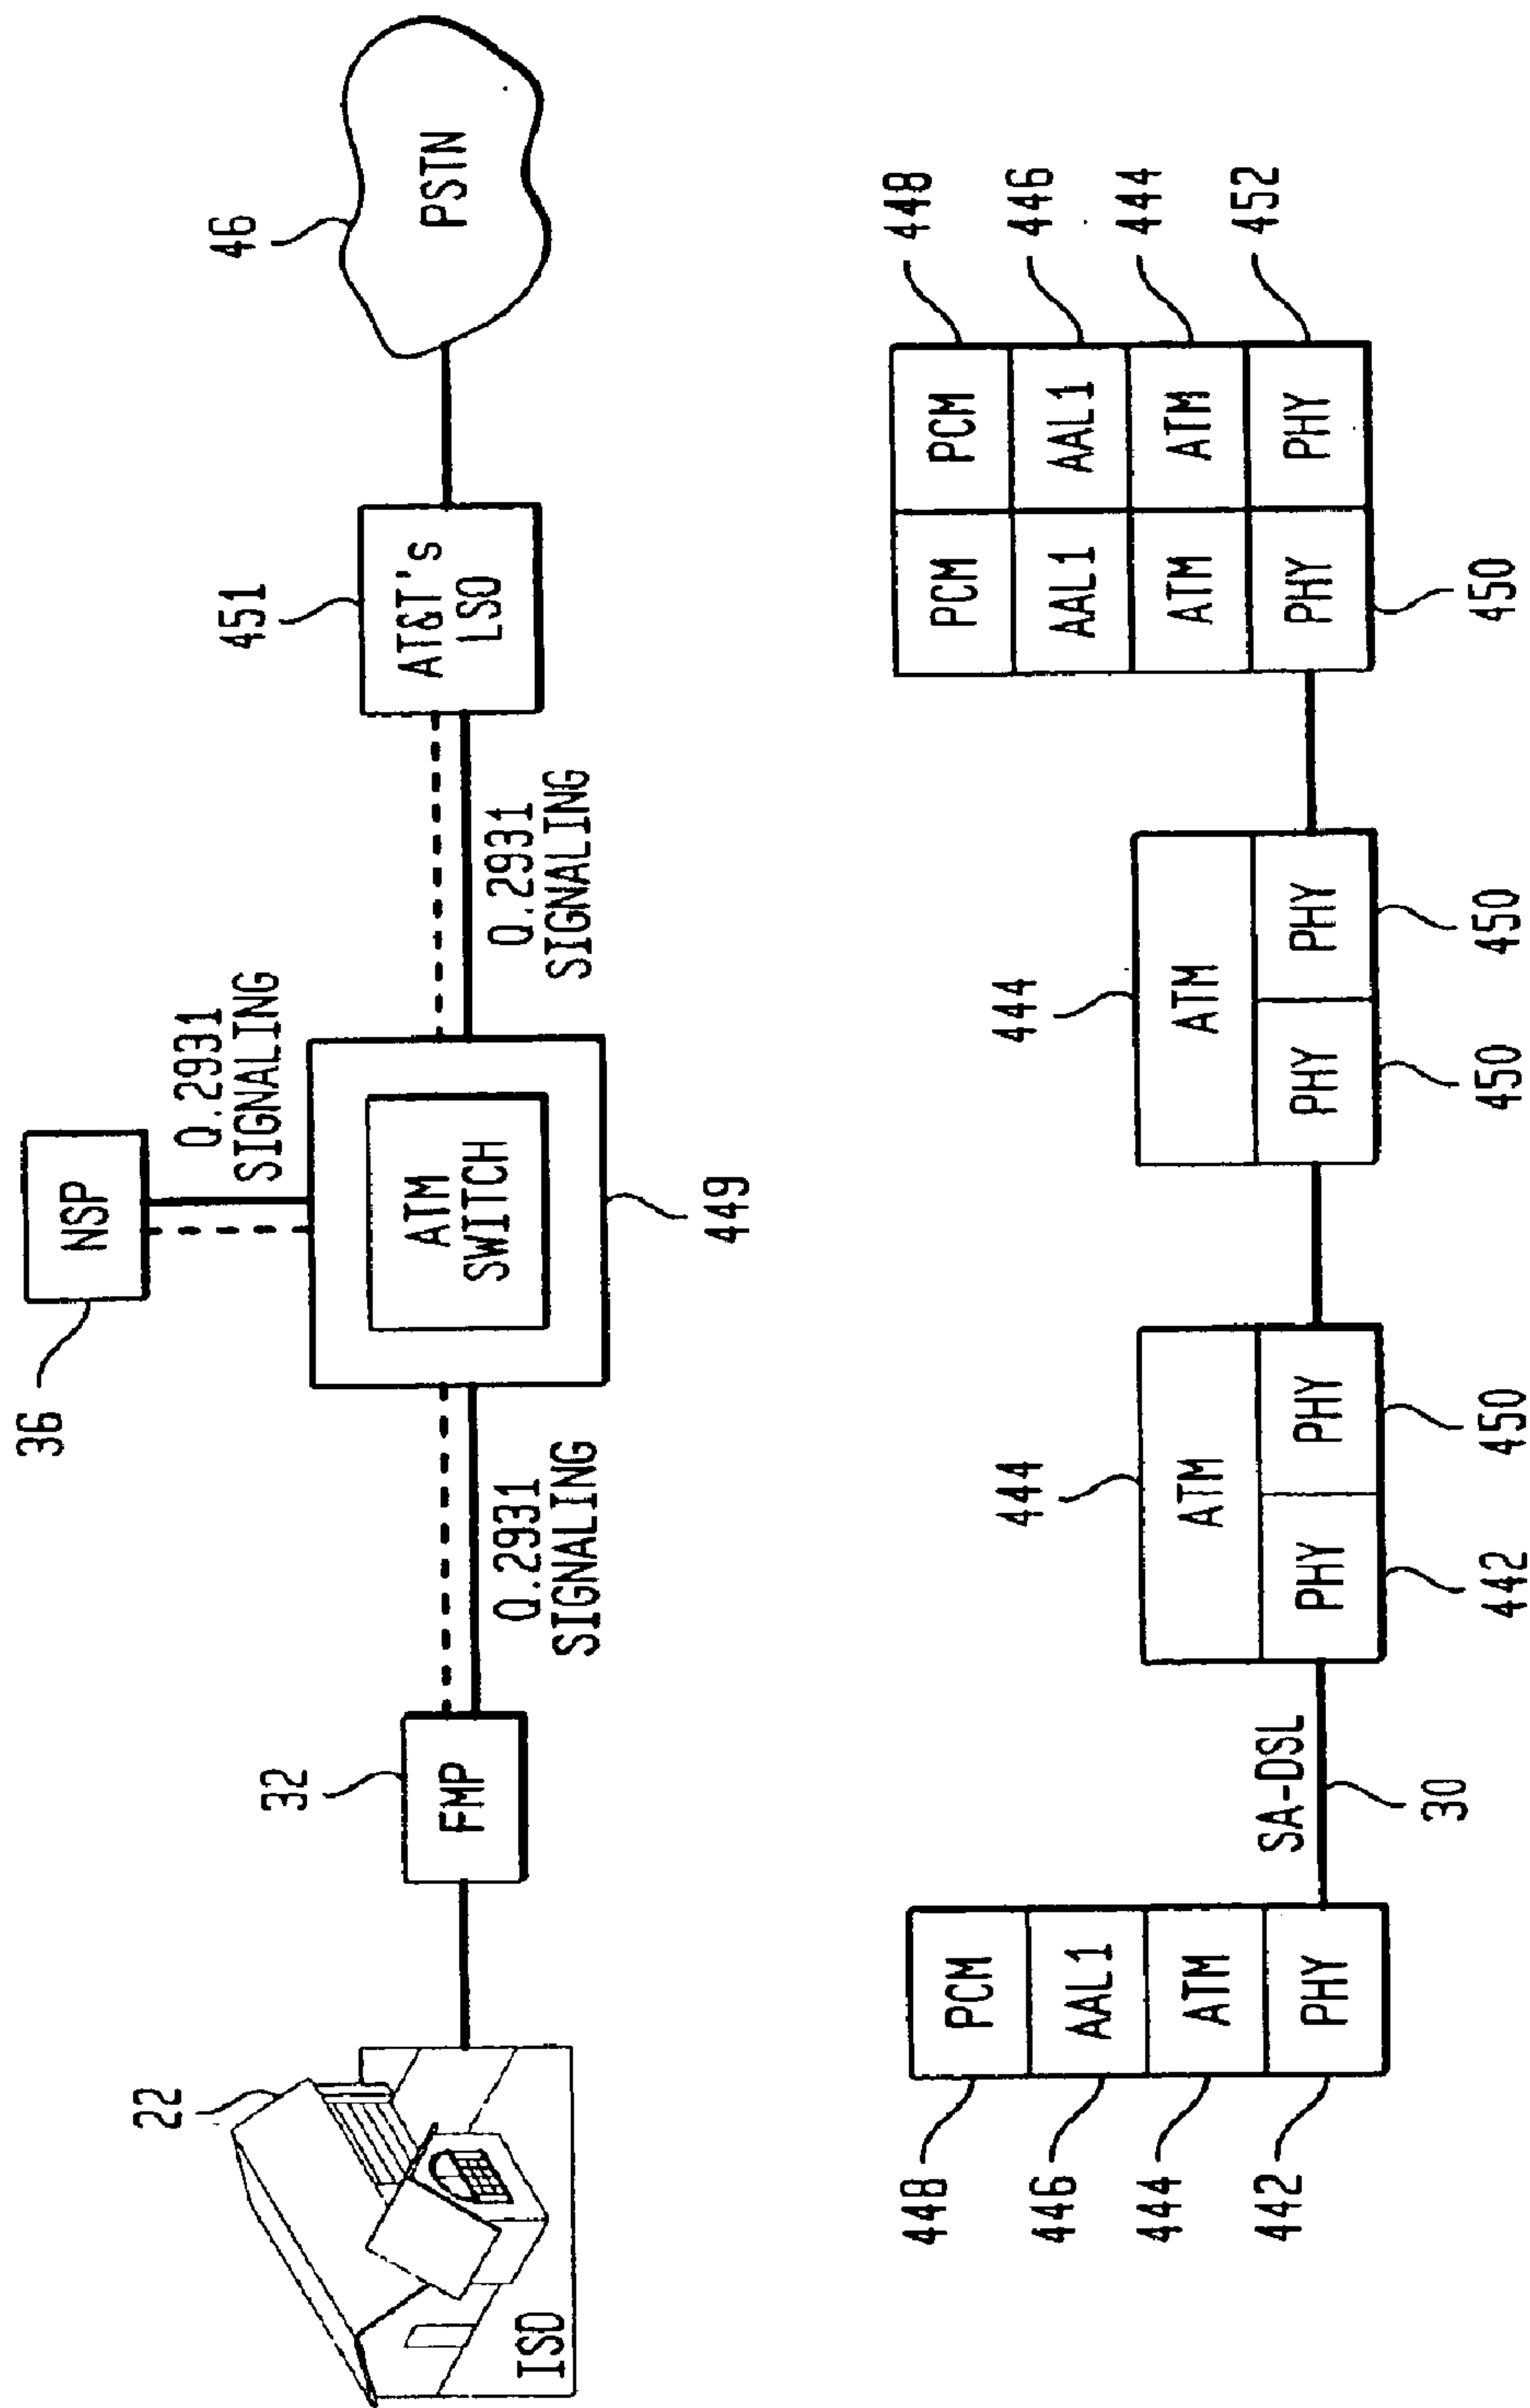 36
NSP
Q.2931
SIGNALING
22
ISD
32
FMP
Q.2931
SIGNALING
ATM
SWITCH
449
Q.2931
SIGNALING
451
AT&T's
LSO
46
PSTN
448
PCM
446
AAL1
444
ATM
442
PHY
SA-DSL
30
444
ATM
PHY
PHY
442
450
444
ATM
PHY
PHY
450
450
PCM
PCM
448
AAL1
AAL1
446
ATM
ATM
444
PHY
PHY
452
450